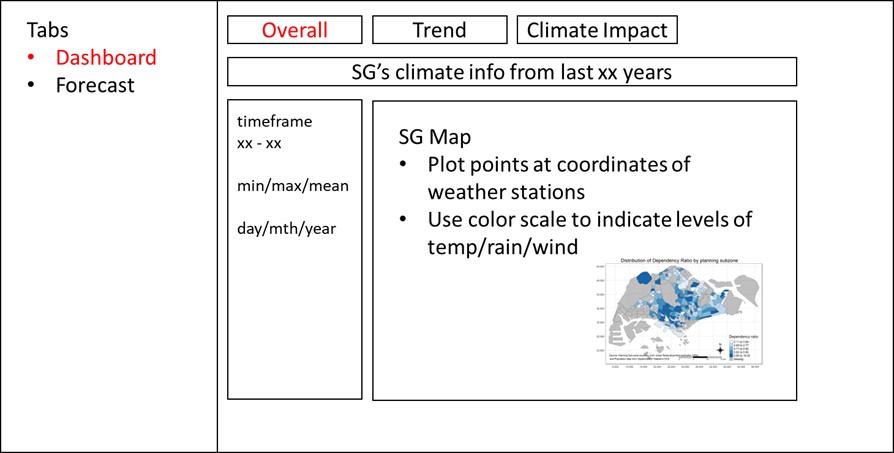 Tabs
• Dashboard
• Forecast
Overall
Trend
Climate Impact
SG's climate info from last xx years
timeframe
xx - xx
min/max/mean
day/mth/year
SG Map
• Plot points at coordinates of
weather stations
• Use color scale to indicate levels of
temp/rain/wind
Distribution of Dependency Ratio by planning subzone
Dependency ratio